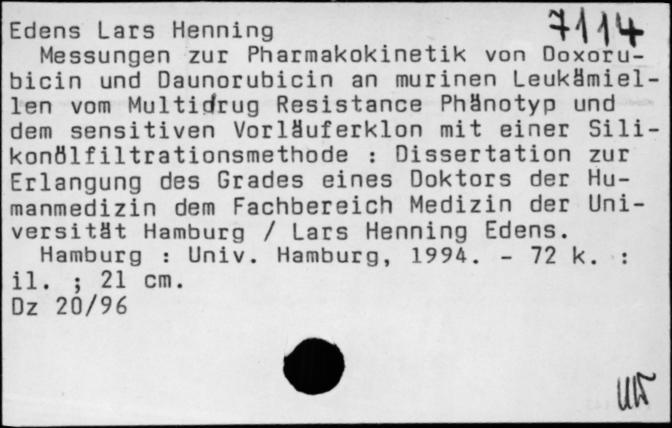 7114
Edens Lars Henning
Messungen zur Pharmakokinetik von Doxoru-
bicin und Daunorubicin an murinen Leukämiel-
len vom Multidrug Resistance Phänotyp und
dem sensitiven Vorläuferklon mit einer Sili-
konölfiltrationsmethode : Dissertation zur
Erlangung des Grades eines Doktors der Hu-
manmedizin dem Fachbereich Medizin der Uni-
versität Hamburg / Lars Henning Edens.
Hamburg : Univ. Hamburg, 1994. - 72 k. :
il. ; 21 cm.
Dz 20/96